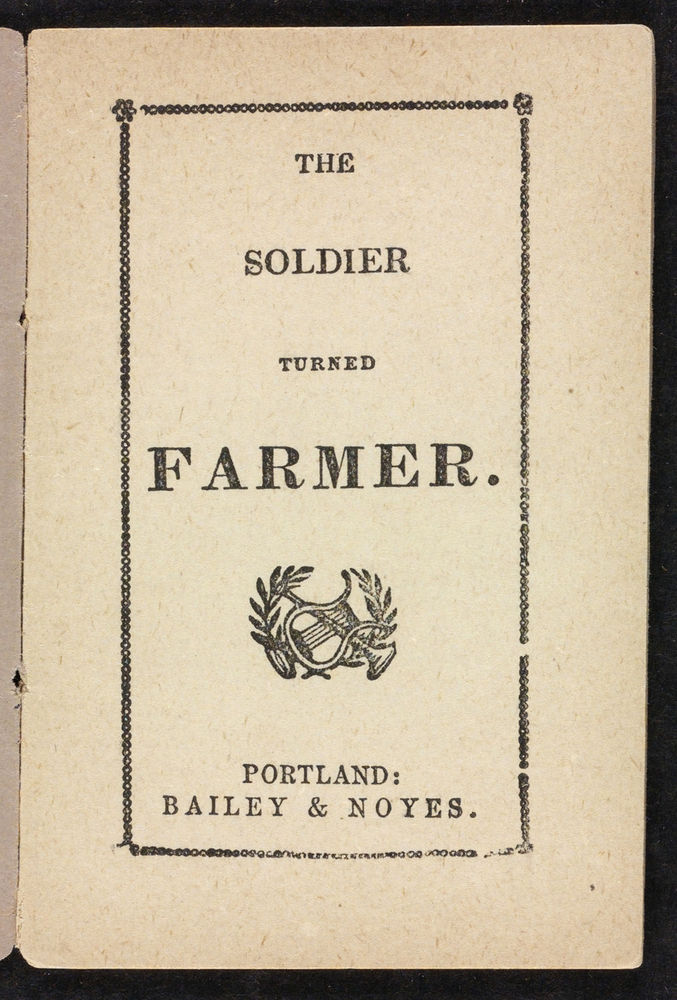 THE
SOLDIER
TURNED
FARMER.
PORTLAND:
BAILEY & NOYES.